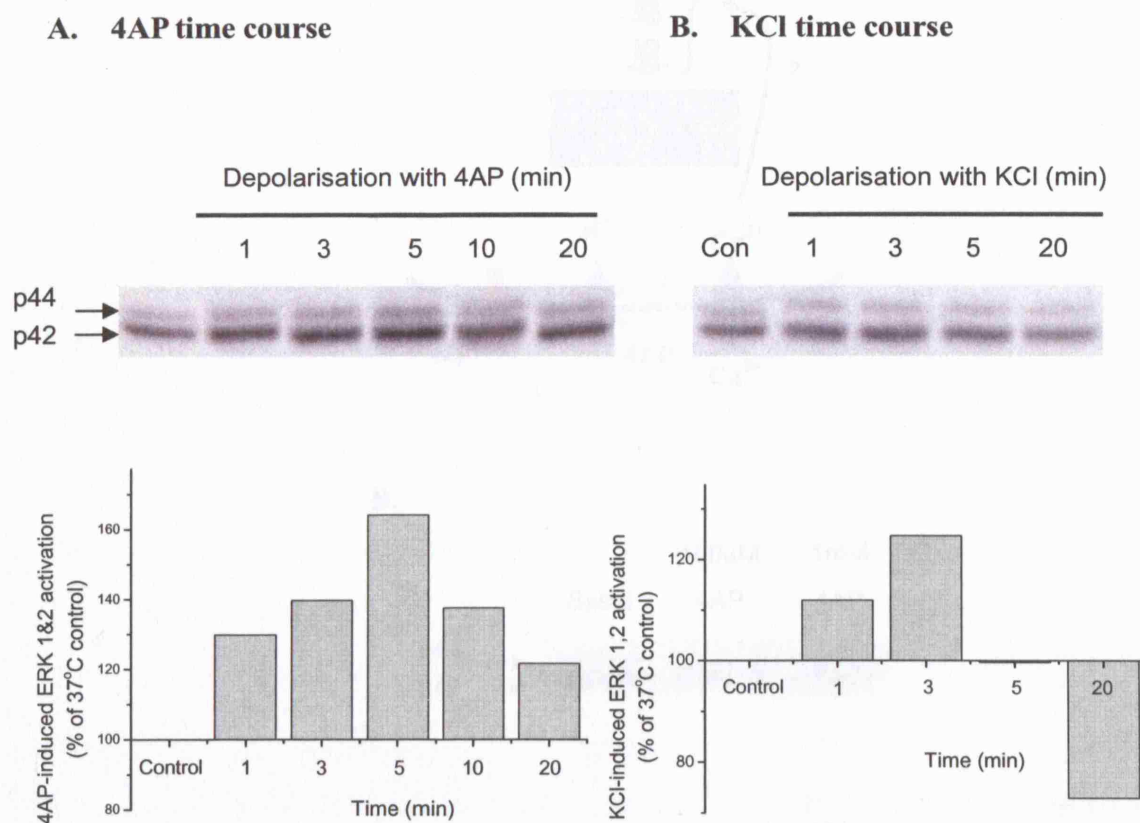 A. 4AP time course
B. KCl time course
Depolarisation with 4AP (min)
1 3 5 10 20
p44
p42
Depolarisation with KCl (min)
Con 1 3 5 20
4AP-induced ERK 1&2 activation
(% of 37°C control)
160
140
120
100
80
Control 1 3 5 10 20
Time (min)
KCl-induced ERK 1,2 activation
(% of 37°C control)
120
100
80
Control 1 3 5 20
Time (min)